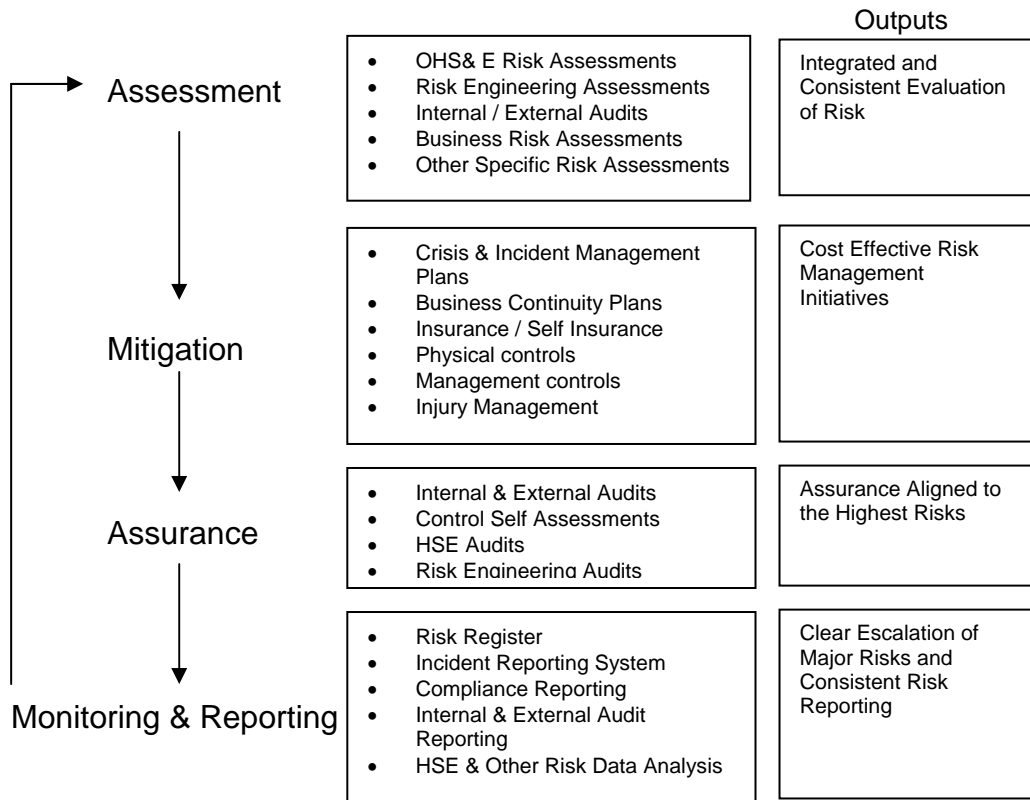 Outputs
Assessment
• OHS& E Risk Assessments
• Risk Engineering Assessments
• Internal / External Audits
• Business Risk Assessments
• Other Specific Risk Assessments
Integrated and
Consistent Evaluation
of Risk
Mitigation
• Crisis & Incident Management
Plans
• Business Continuity Plans
• Insurance / Self Insurance
• Physical controls
• Management controls
• Injury Management
Cost Effective Risk
Management
Initiatives
Assurance
• Internal & External Audits
• Control Self Assessments
• HSE Audits
• Risk Engineering Audits
Assurance Aligned to
the Highest Risks
Monitoring & Reporting
• Risk Register
• Incident Reporting System
• Compliance Reporting
• Internal & External Audit
Reporting
• HSE & Other Risk Data Analysis
Clear Escalation of
Major Risks and
Consistent Risk
Reporting